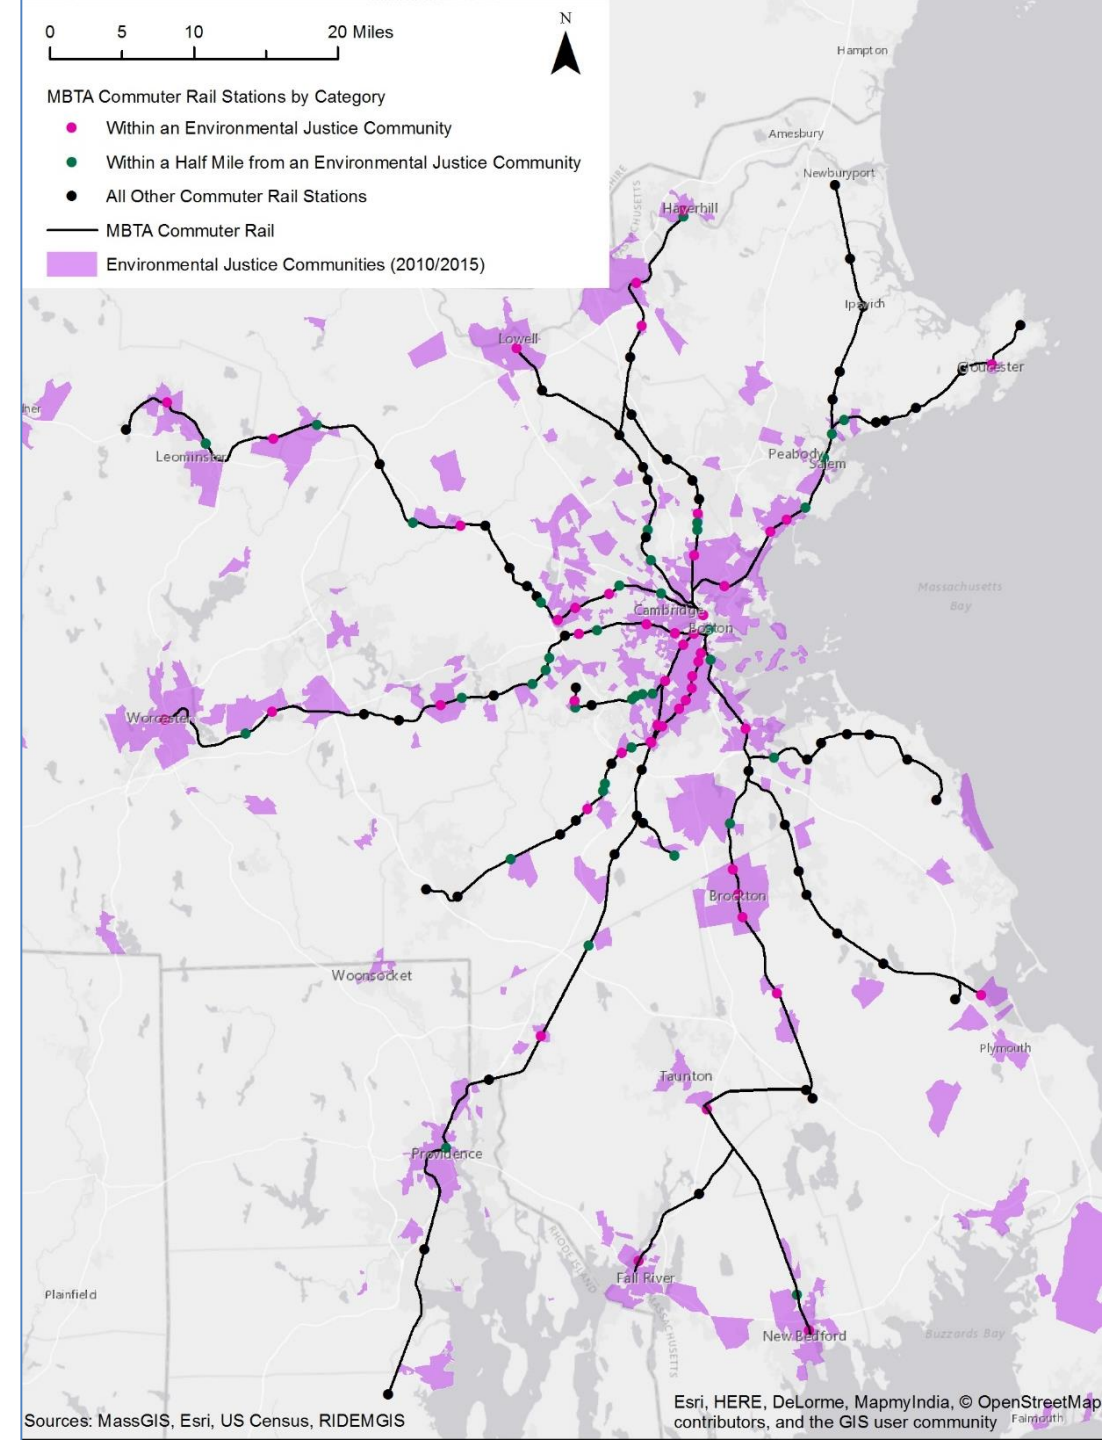 0 5 10 20 Miles
N
MBTA Commuter Rail Stations by Category
Within an Environmental Justice Community
Within a Half Mile from an Environmental Justice Community
All Other Commuter Rail Stations
MBTA Commuter Rail
Environmental Justice Communities (2010/2015)
Hampton
Amesbury
Newburyport
MASSACHUSETTS
Haverhill
Ipswich
Lowell
Gloucester
Leominster
Peabody
Salem
Massachusetts
Bay
Cambridge
Boston
Worcester
Brockton
Woonsocket
Plymouth
Taunton
Providence
RHODE ISLAND
MASSACHUSETTS
Fall River
Plainfield
New Bedford
Buzzards Bay
Falmouth
Sources: MassGIS, Esri, US Census, RIDEMGIS
Esri, HERE, DeLorme, MapmyIndia, © OpenStreetMap
contributors, and the GIS user community